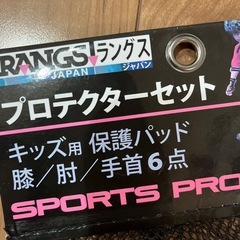 RANGS ラングス
JAPAN ジャパン
プロテクターセット
キッズ用 保護パッド
膝／肘／手首6点
SPORTS PRO